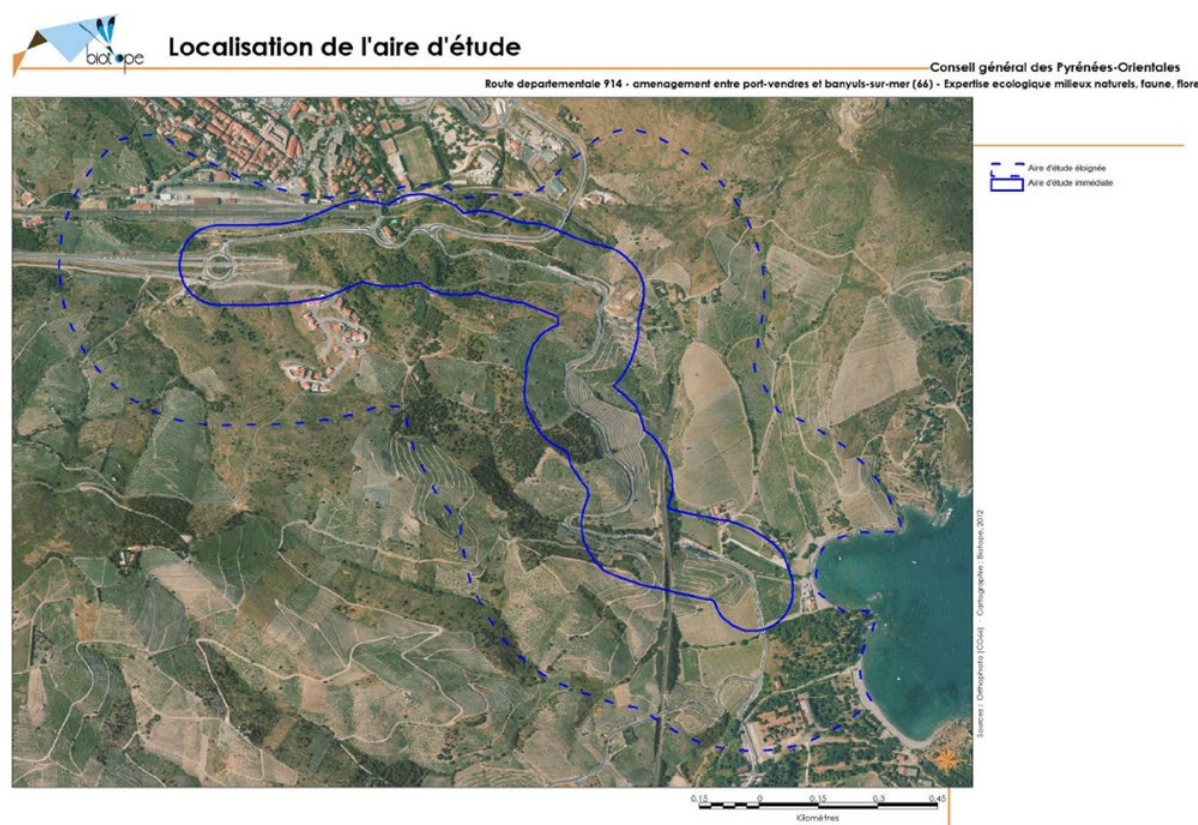 biotope
Localisation de l'aire d'étude
Conseil général des Pyrénées-Orientales
Route departementale 914 - amenagement entre port-vendres et banyuls-sur-mer (66) - Expertise ecologique milieux naturels, faune, flore
Aire d'étude éloignée
Aire d'étude immédiate
Sources : Orthophoto (CG66) - Cartographie : Biotope, 2012
0,15 0 0,15 0,3 0,45
Kilomètres